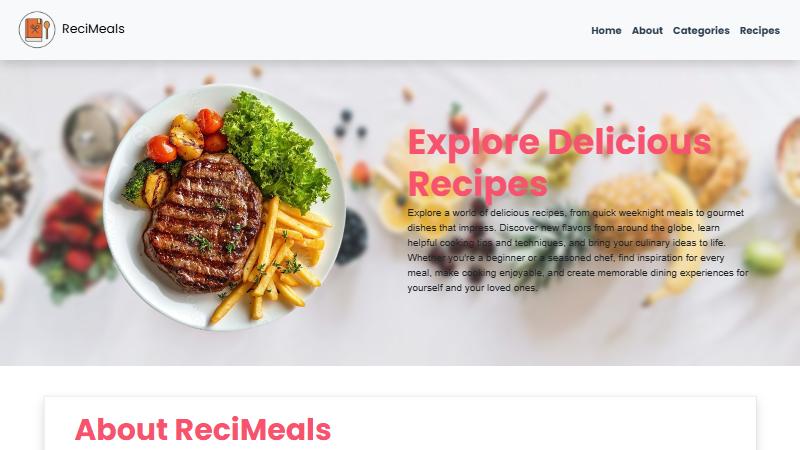 ReciMeals
Home About Categories Recipes
Explore Delicious
Recipes
Explore a world of delicious recipes, from quick weeknight meals to gourmet
dishes that impress. Discover new flavors from around the globe, learn
helpful cooking tips and techniques, and bring your culinary ideas to life.
Whether you're a beginner or a seasoned chef, find inspiration for every
meal, make cooking enjoyable, and create memorable dining experiences for
yourself and your loved ones.
About ReciMeals